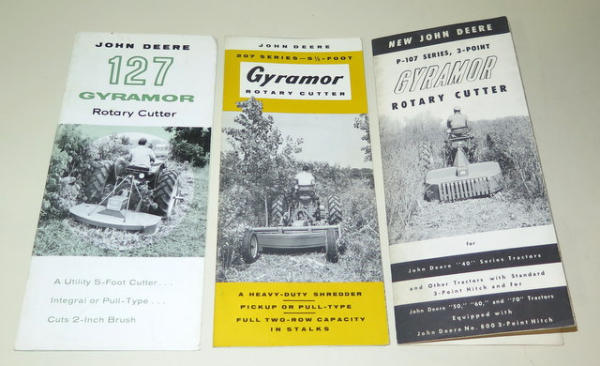 JOHN DEERE
127
GYRAMOR
Rotary Cutter
A Utility 5-Foot Cutter...
Integral or Pull-Type...
Cuts 2-Inch Brush
JOHN DEERE
207 SERIES—5½-FOOT
Gyramor
ROTARY CUTTER
A HEAVY-DUTY SHREDDER
PICKUP OR PULL-TYPE
FULL TWO-ROW CAPACITY
IN STALKS
NEW JOHN DEERE
P-107 SERIES, 3-POINT
GYRAMOR
ROTARY CUTTER
for
John Deere "40" Series Tractors
and Other Tractors with Standard
3-Point Hitch and for
John Deere "50," "60," and "70" Tractors
Equipped with
John Deere No. 800 3-Point Hitch